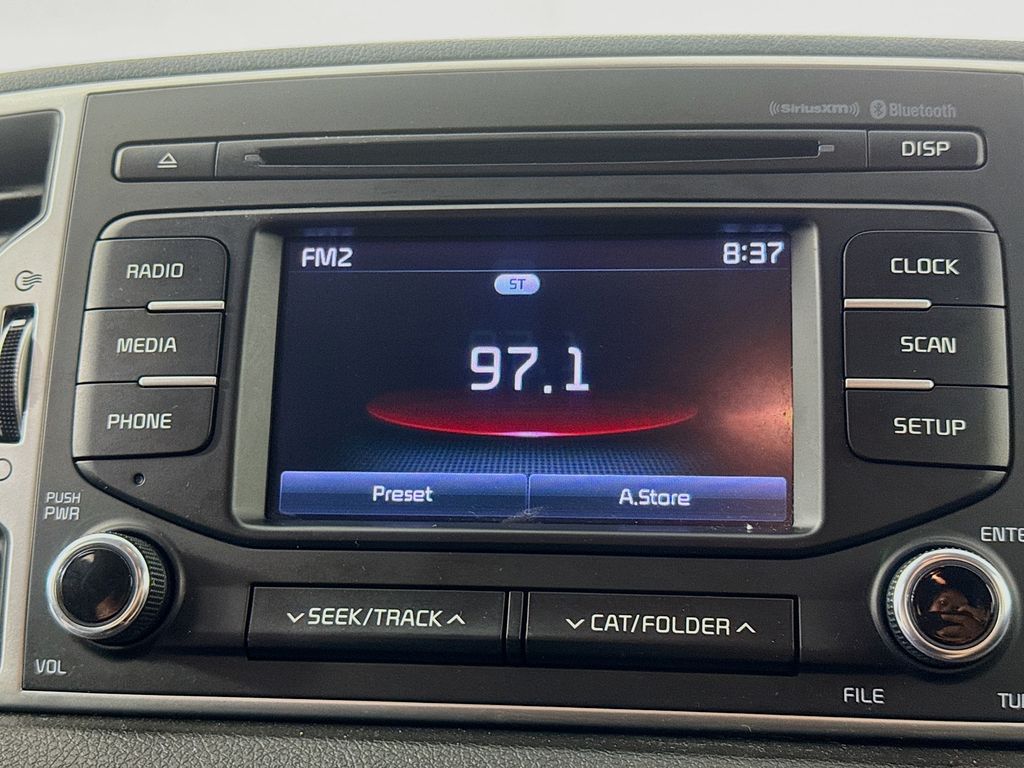 ((SiriusXM)) Bluetooth
DISP
RADIO
MEDIA
PHONE
FM2 8:37
ST
97.1
Preset A.Store
CLOCK
SCAN
SETUP
PUSH
PWR
VOL
SEEK/TRACK
CAT/FOLDER
ENTE
FILE
TU